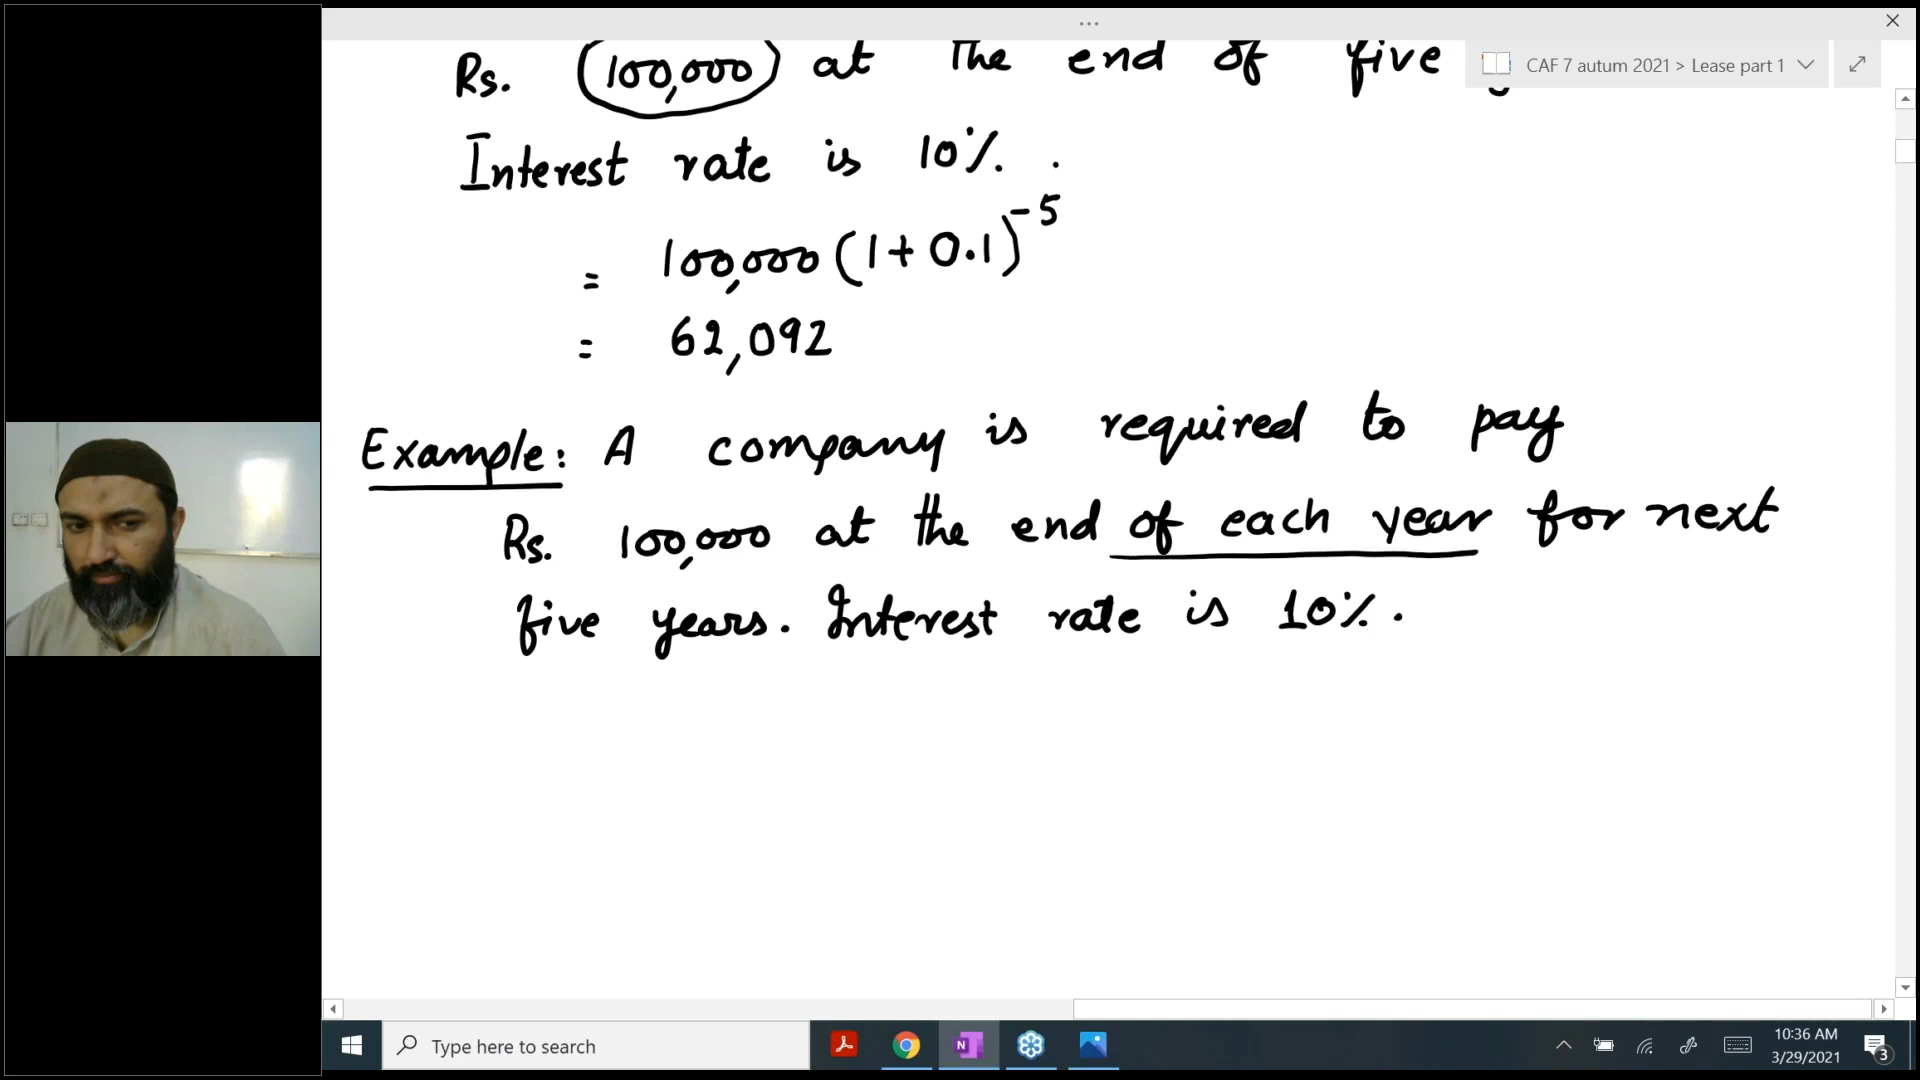 Rs. 100,000 at the end of five
CAF 7 autum 2021 > Lease part 1
Interest rate is 10%.
= 100,000 (1+0.1)^-5
= 62,092
Example: A company is required to pay
Rs. 100,000 at the end of each year for next
five years. Interest rate is 10%.
Type here to search
10:36 AM
3/29/2021
3